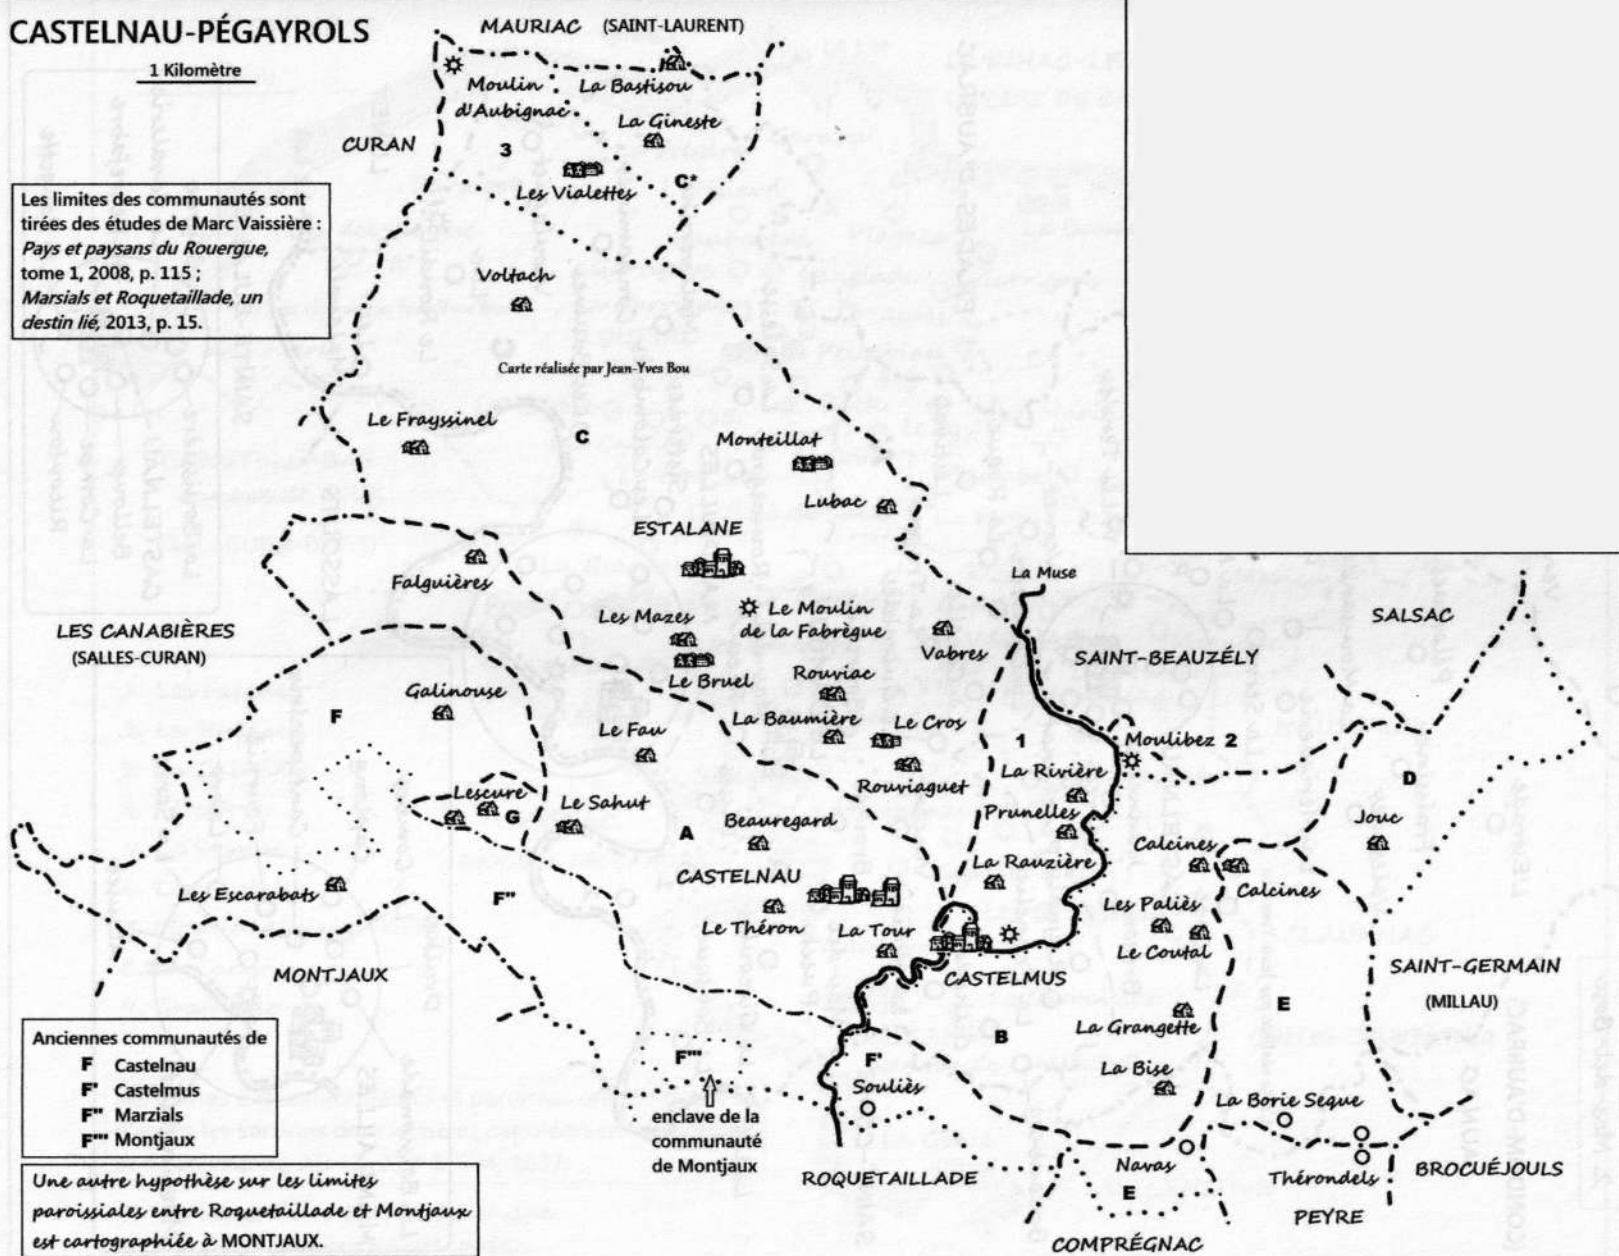 CASTELNAU-PÉGAYROLS
1 Kilomètre
MAURIAC (SAINT-LAURENT)
Moulin
d'Aubignac
La Bastisou
La Gineste
CURAN
3
Les Vialettes
C*
Les limites des communautés sont
tirées des études de Marc Vaissière :
Pays et paysans du Rouergue,
tome 1, 2008, p. 115 ;
Marsials et Roquetaillade, un
destin lié, 2013, p. 15.
Voltach
Carte réalisée par Jean-Yves Bou
Le Frayssinel
C
Monteillat
Lubac
ESTALANE
Falguières
La Muse
Les Mazes
Le Moulin
de la Fabrègue
SALSAC
LES CANABIÈRES
(SALLES-CURAN)
Vabres
SAINT-BEAUZÉLY
Le Bruel
Rouviac
Galinouse
F
Le Fau
La Baumière
Le Cros
1
Moulibez 2
La Rivière
D
Rouviaguet
Lescure
G
Le Sahut
A
Beauregard
Prunelles
Jouc
Calcines
La Rauzière
CASTELNAU
Calcines
Les Escarabats
F"
Les Paliès
Le Théron
La Tour
Le Coutal
MONTJAUX
CASTELMUS
SAINT-GERMAIN
(MILLAU)
E
La Grangette
B
Anciennes communautés de
F Castelnau
F' Castelmus
F" Marzials
F"' Montjaux
F"'
F'
La Bise
Souliès
La Borie Seque
enclave de la
communauté
de Montjaux
Navas
E
ROQUETAILLADE
Thérondels
BROCUÉJOULS
PEYRE
COMPRÉGNAC
Une autre hypothèse sur les limites
paroissiales entre Roquetaillade et Montjaux
est cartographiée à MONTJAUX.